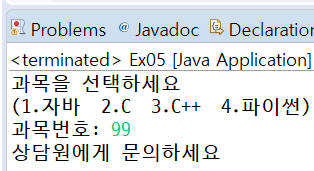 Problems @ Javadoc Declaration
<terminated> Ex05 [Java Application]
과목을 선택하세요
(1.자바  2.C  3.C++  4.파이썬)
과목번호: 99
상담원에게 문의하세요